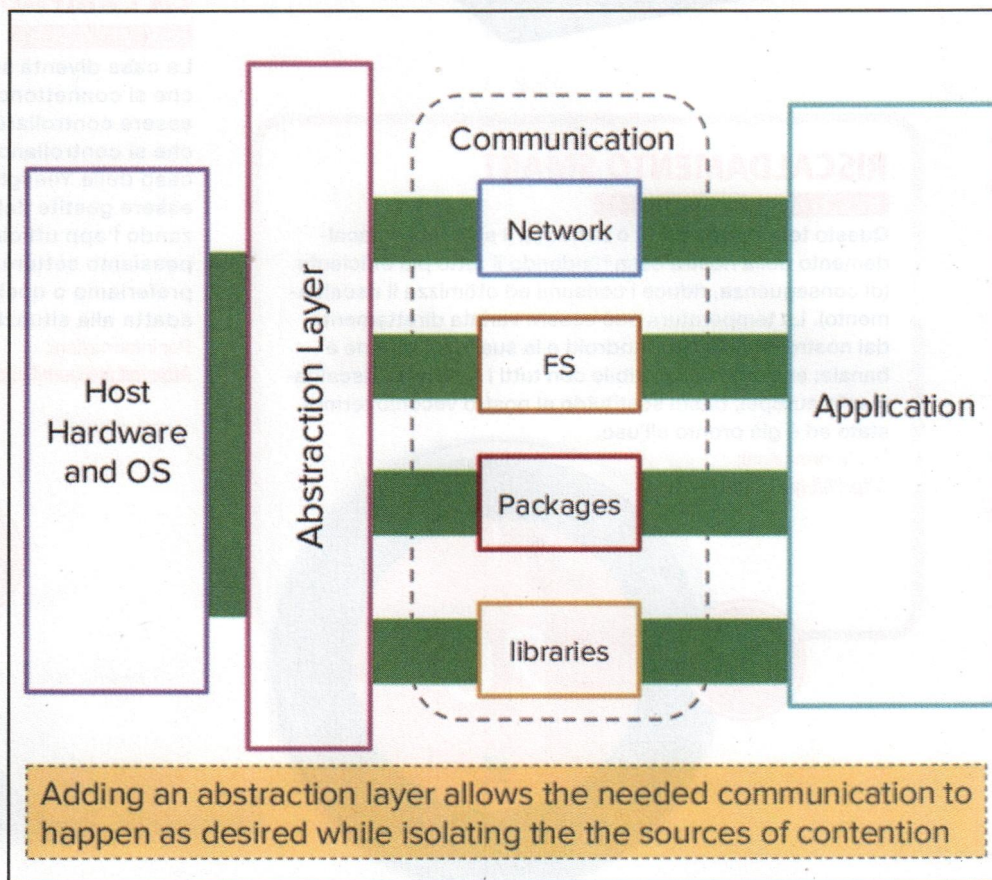 Communication
Network
FS
Packages
libraries
Host
Hardware
and OS
Abstraction Layer
Application
Adding an abstraction layer allows the needed communication to
happen as desired while isolating the the sources of contention